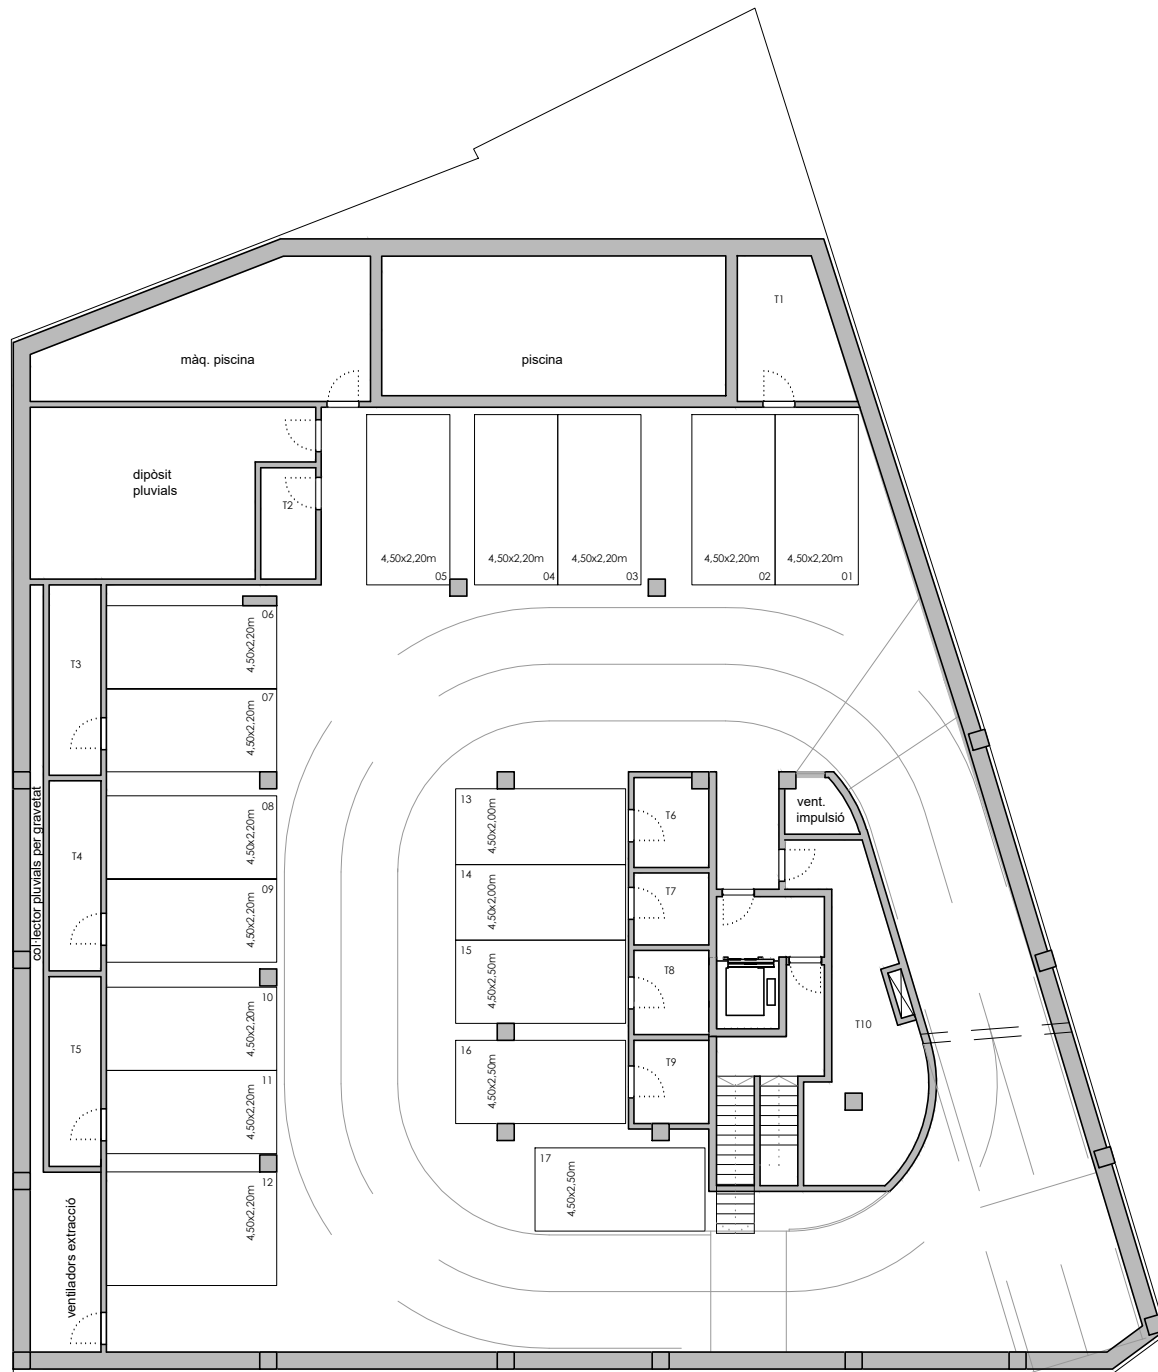 T1
màq. piscina
piscina
dipòsit
pluvials
T2
4,50x2,20m
05
4,50x2,20m
04
4,50x2,20m
03
4,50x2,20m
02
4,50x2,20m
01
06
4,50x2,20m
T3
07
4,50x2,20m
col·lector pluvials per gravetat
08
4,50x2,20m
T4
09
4,50x2,20m
10
4,50x2,20m
T5
11
4,50x2,20m
12
4,50x2,20m
ventiladors extracció
13
4,50x2,00m
14
4,50x2,00m
15
4,50x2,50m
16
4,50x2,50m
17
4,50x2,50m
T6
T7
T8
T9
vent.
impulsió
T10